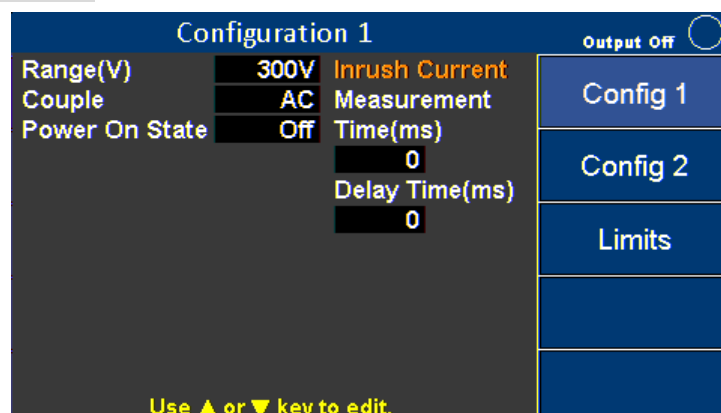 Configuration 1
Output Off
Range(V) 300V
Couple AC
Power On State Off
Inrush Current
Measurement
Time(ms)
0
Delay Time(ms)
0
Config 1
Config 2
Limits
Use ▲ or ▼ key to edit.